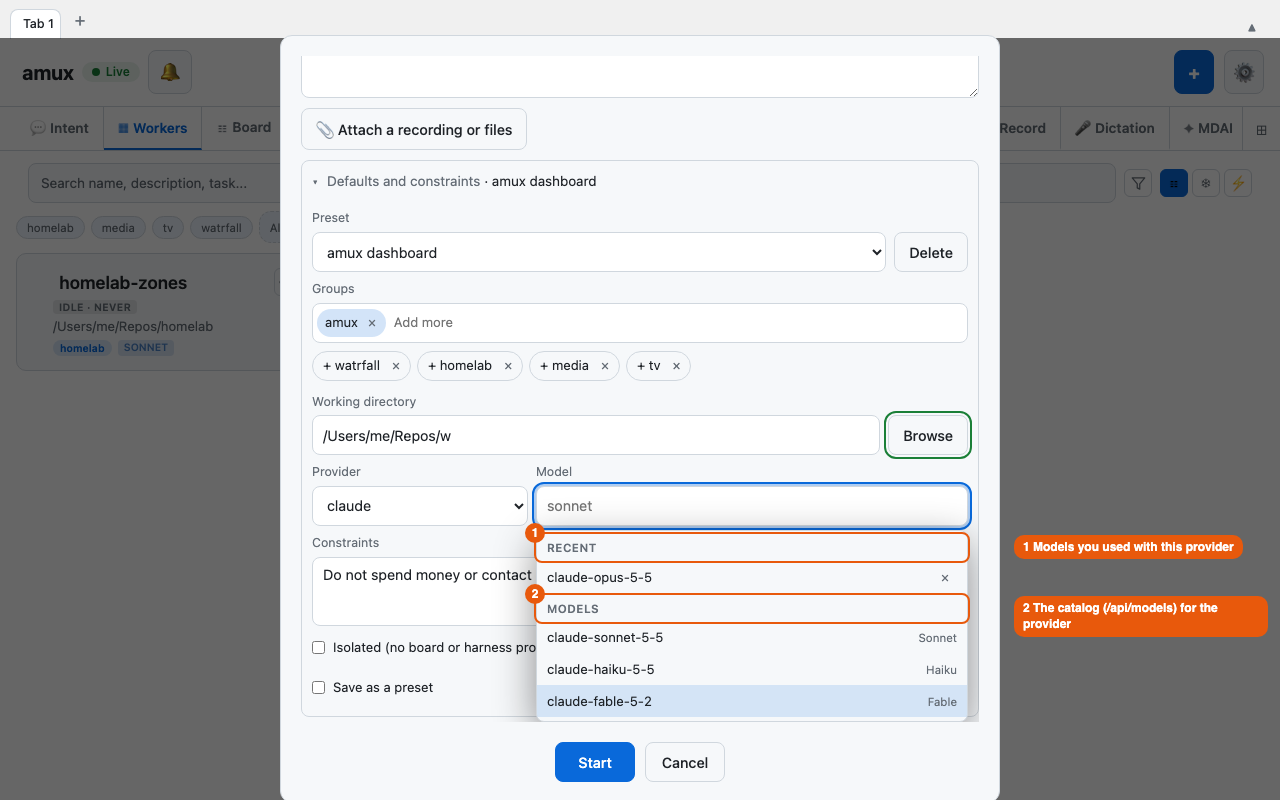 Tab 1 +
▲
amux
Live
+
Intent
Workers
Board
Record
Dictation
MDAI
Search name, description, task...
homelab
media
tv
watrfall
homelab-zones
IDLE · NEVER
/Users/me/Repos/homelab
homelab SONNET
Attach a recording or files
Defaults and constraints · amux dashboard
Preset
amux dashboard
Delete
Groups
amux × Add more
+ watrfall ×
+ homelab ×
+ media ×
+ tv ×
Working directory
/Users/me/Repos/w
Browse
Provider
Model
claude
sonnet
Constraints
Do not spend money or contact
Isolated (no board or harness pro
Save as a preset
1
RECENT
claude-opus-5-5 ×
2
MODELS
claude-sonnet-5-5 Sonnet
claude-haiku-5-5 Haiku
claude-fable-5-2 Fable
Start
Cancel
1 Models you used with this provider
2 The catalog (/api/models) for the
provider